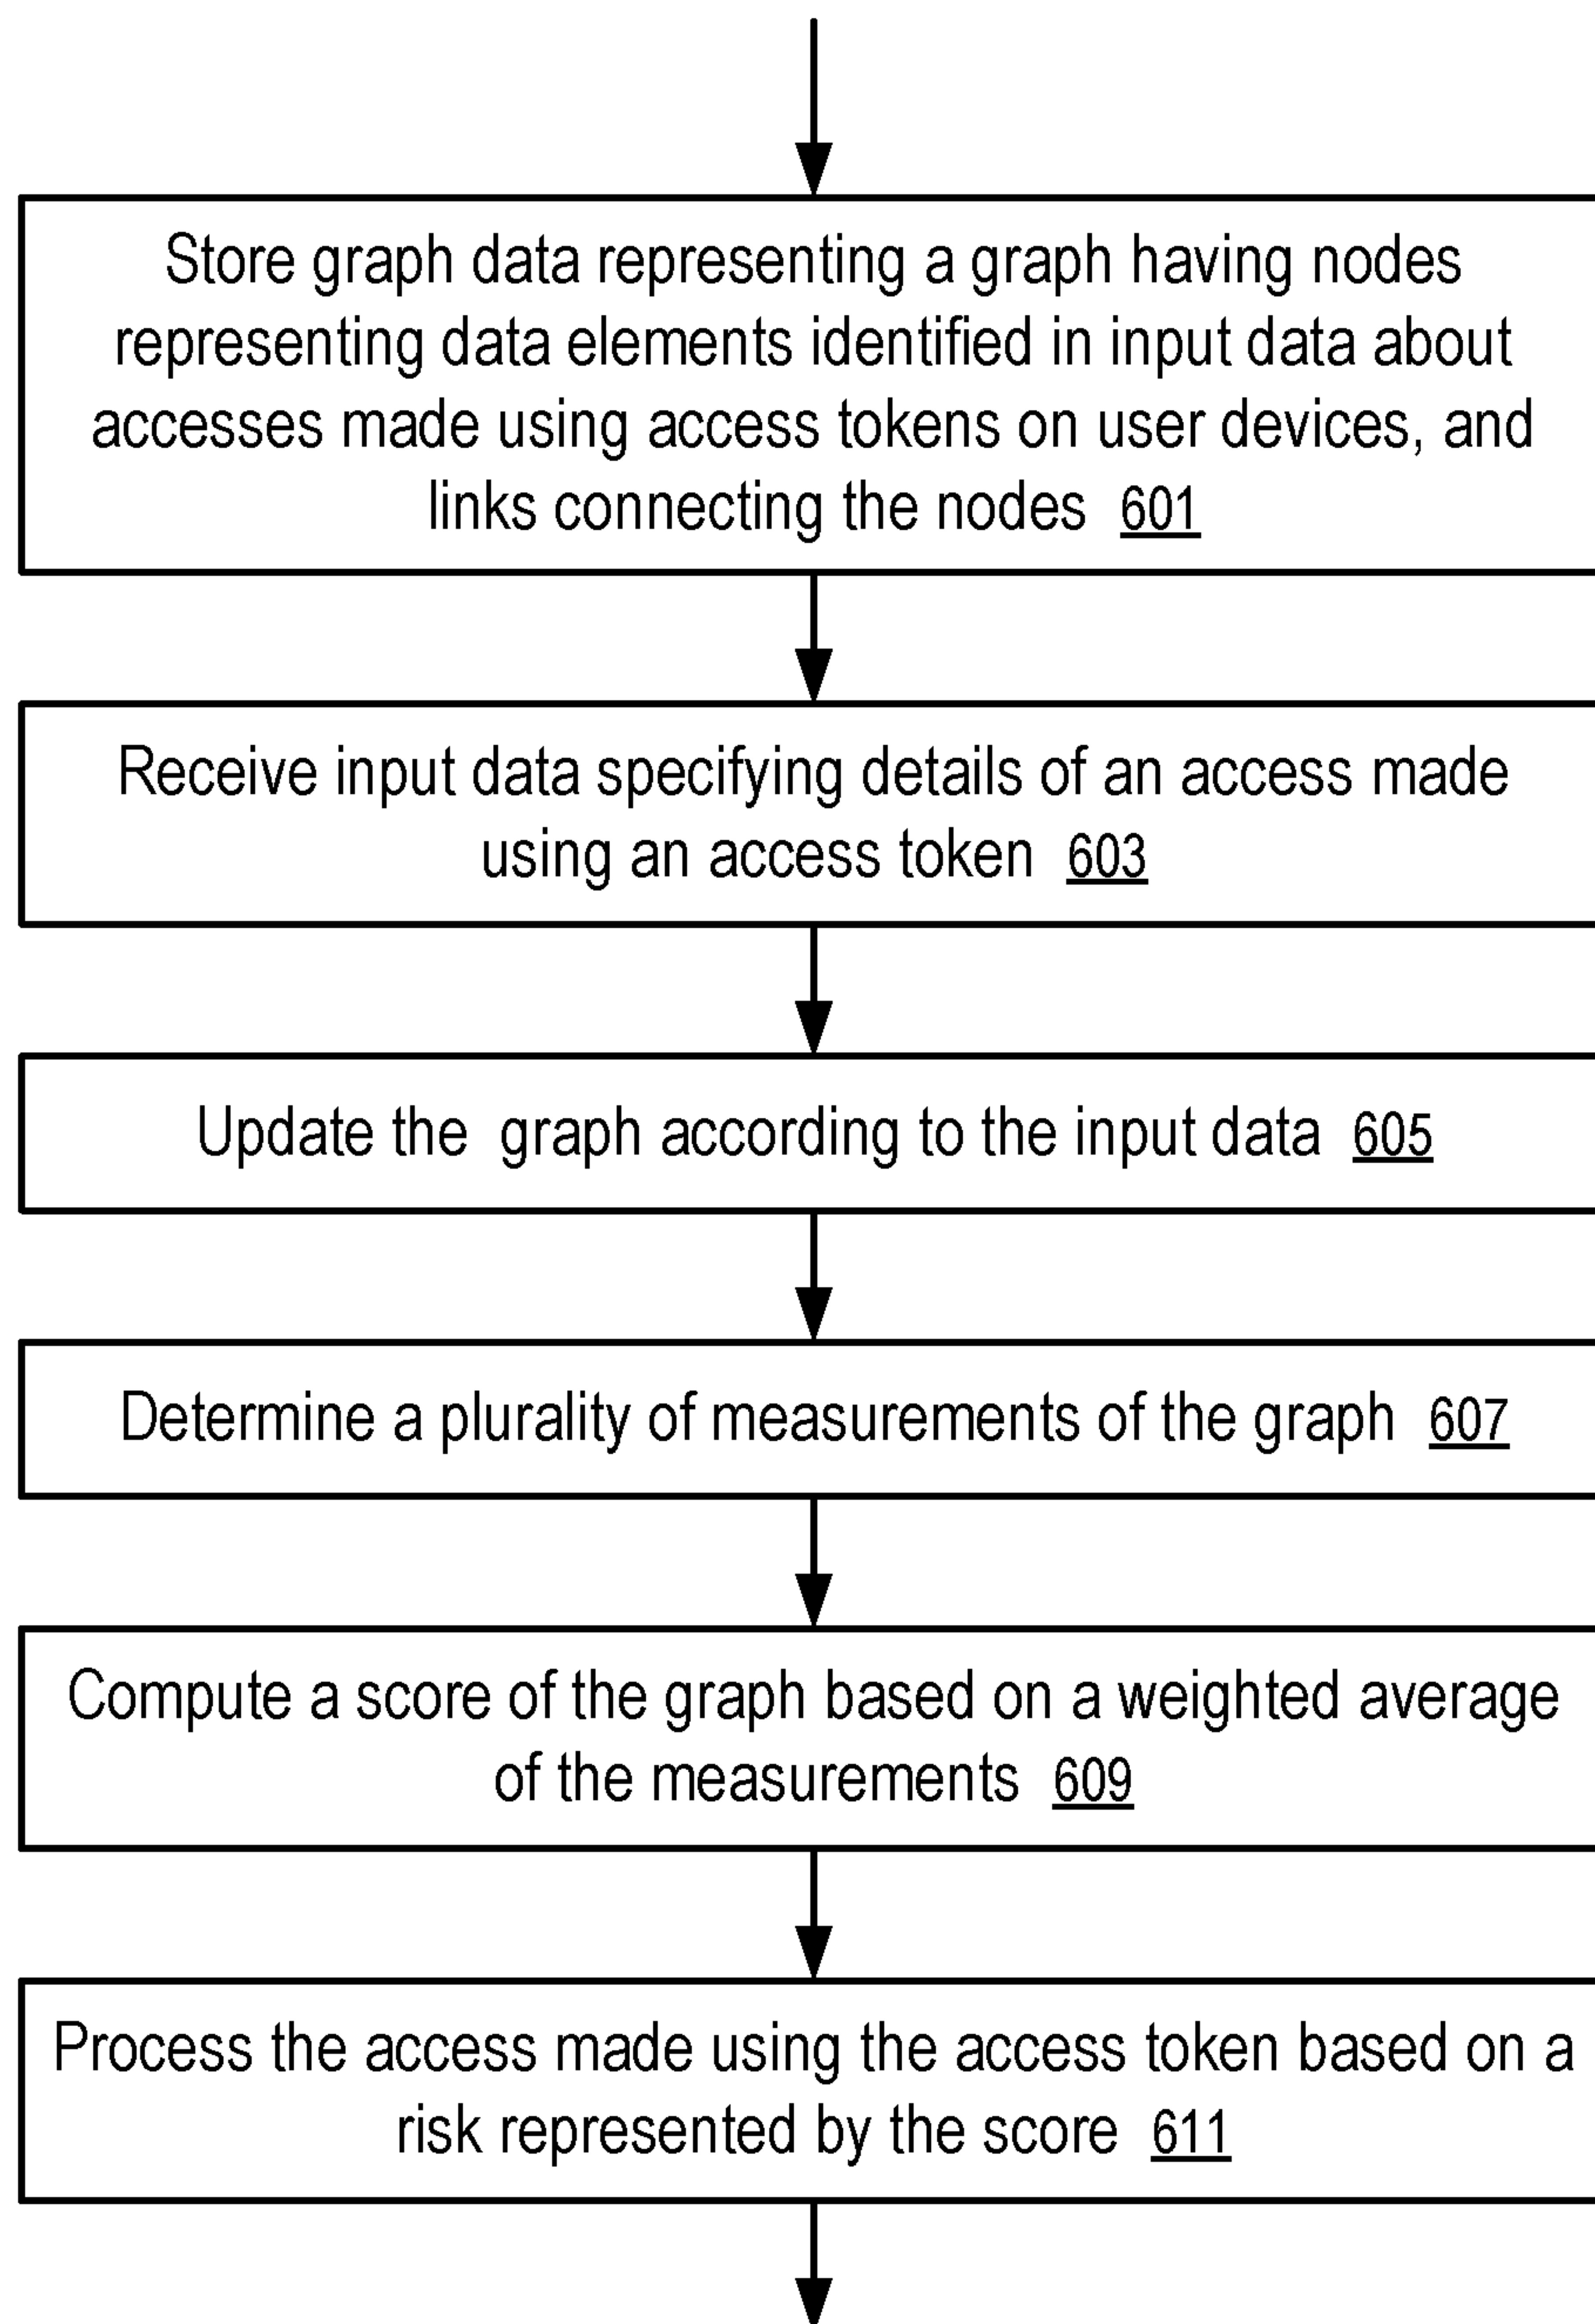 Store graph data representing a graph having nodes
representing data elements identified in input data about
accesses made using access tokens on user devices, and
links connecting the nodes 601
Receive input data specifying details of an access made
using an access token 603
Update the graph according to the input data 605
Determine a plurality of measurements of the graph 607
Compute a score of the graph based on a weighted average
of the measurements 609
Process the access made using the access token based on a
risk represented by the score 611